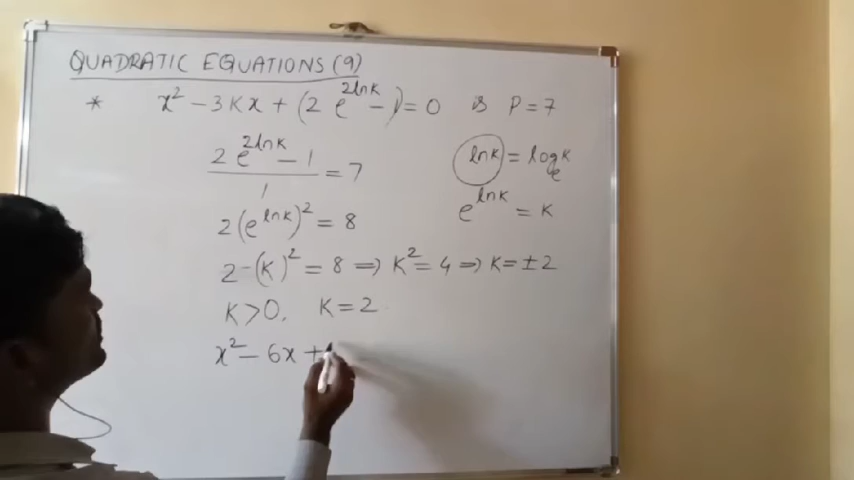 QUADRATIC EQUATIONS (9)
* x² - 3Kx + (2 e^{2lnK} - 1) = 0 is P = 7
(2 e^{2lnK} - 1)/1 = 7
lnK = log_e K
2(e^{lnK})² = 8
e^{lnK} = K
2 - (K)² = 8 ⇒ K² = 4 ⇒ K = ±2
K > 0, K = 2
x² - 6x +